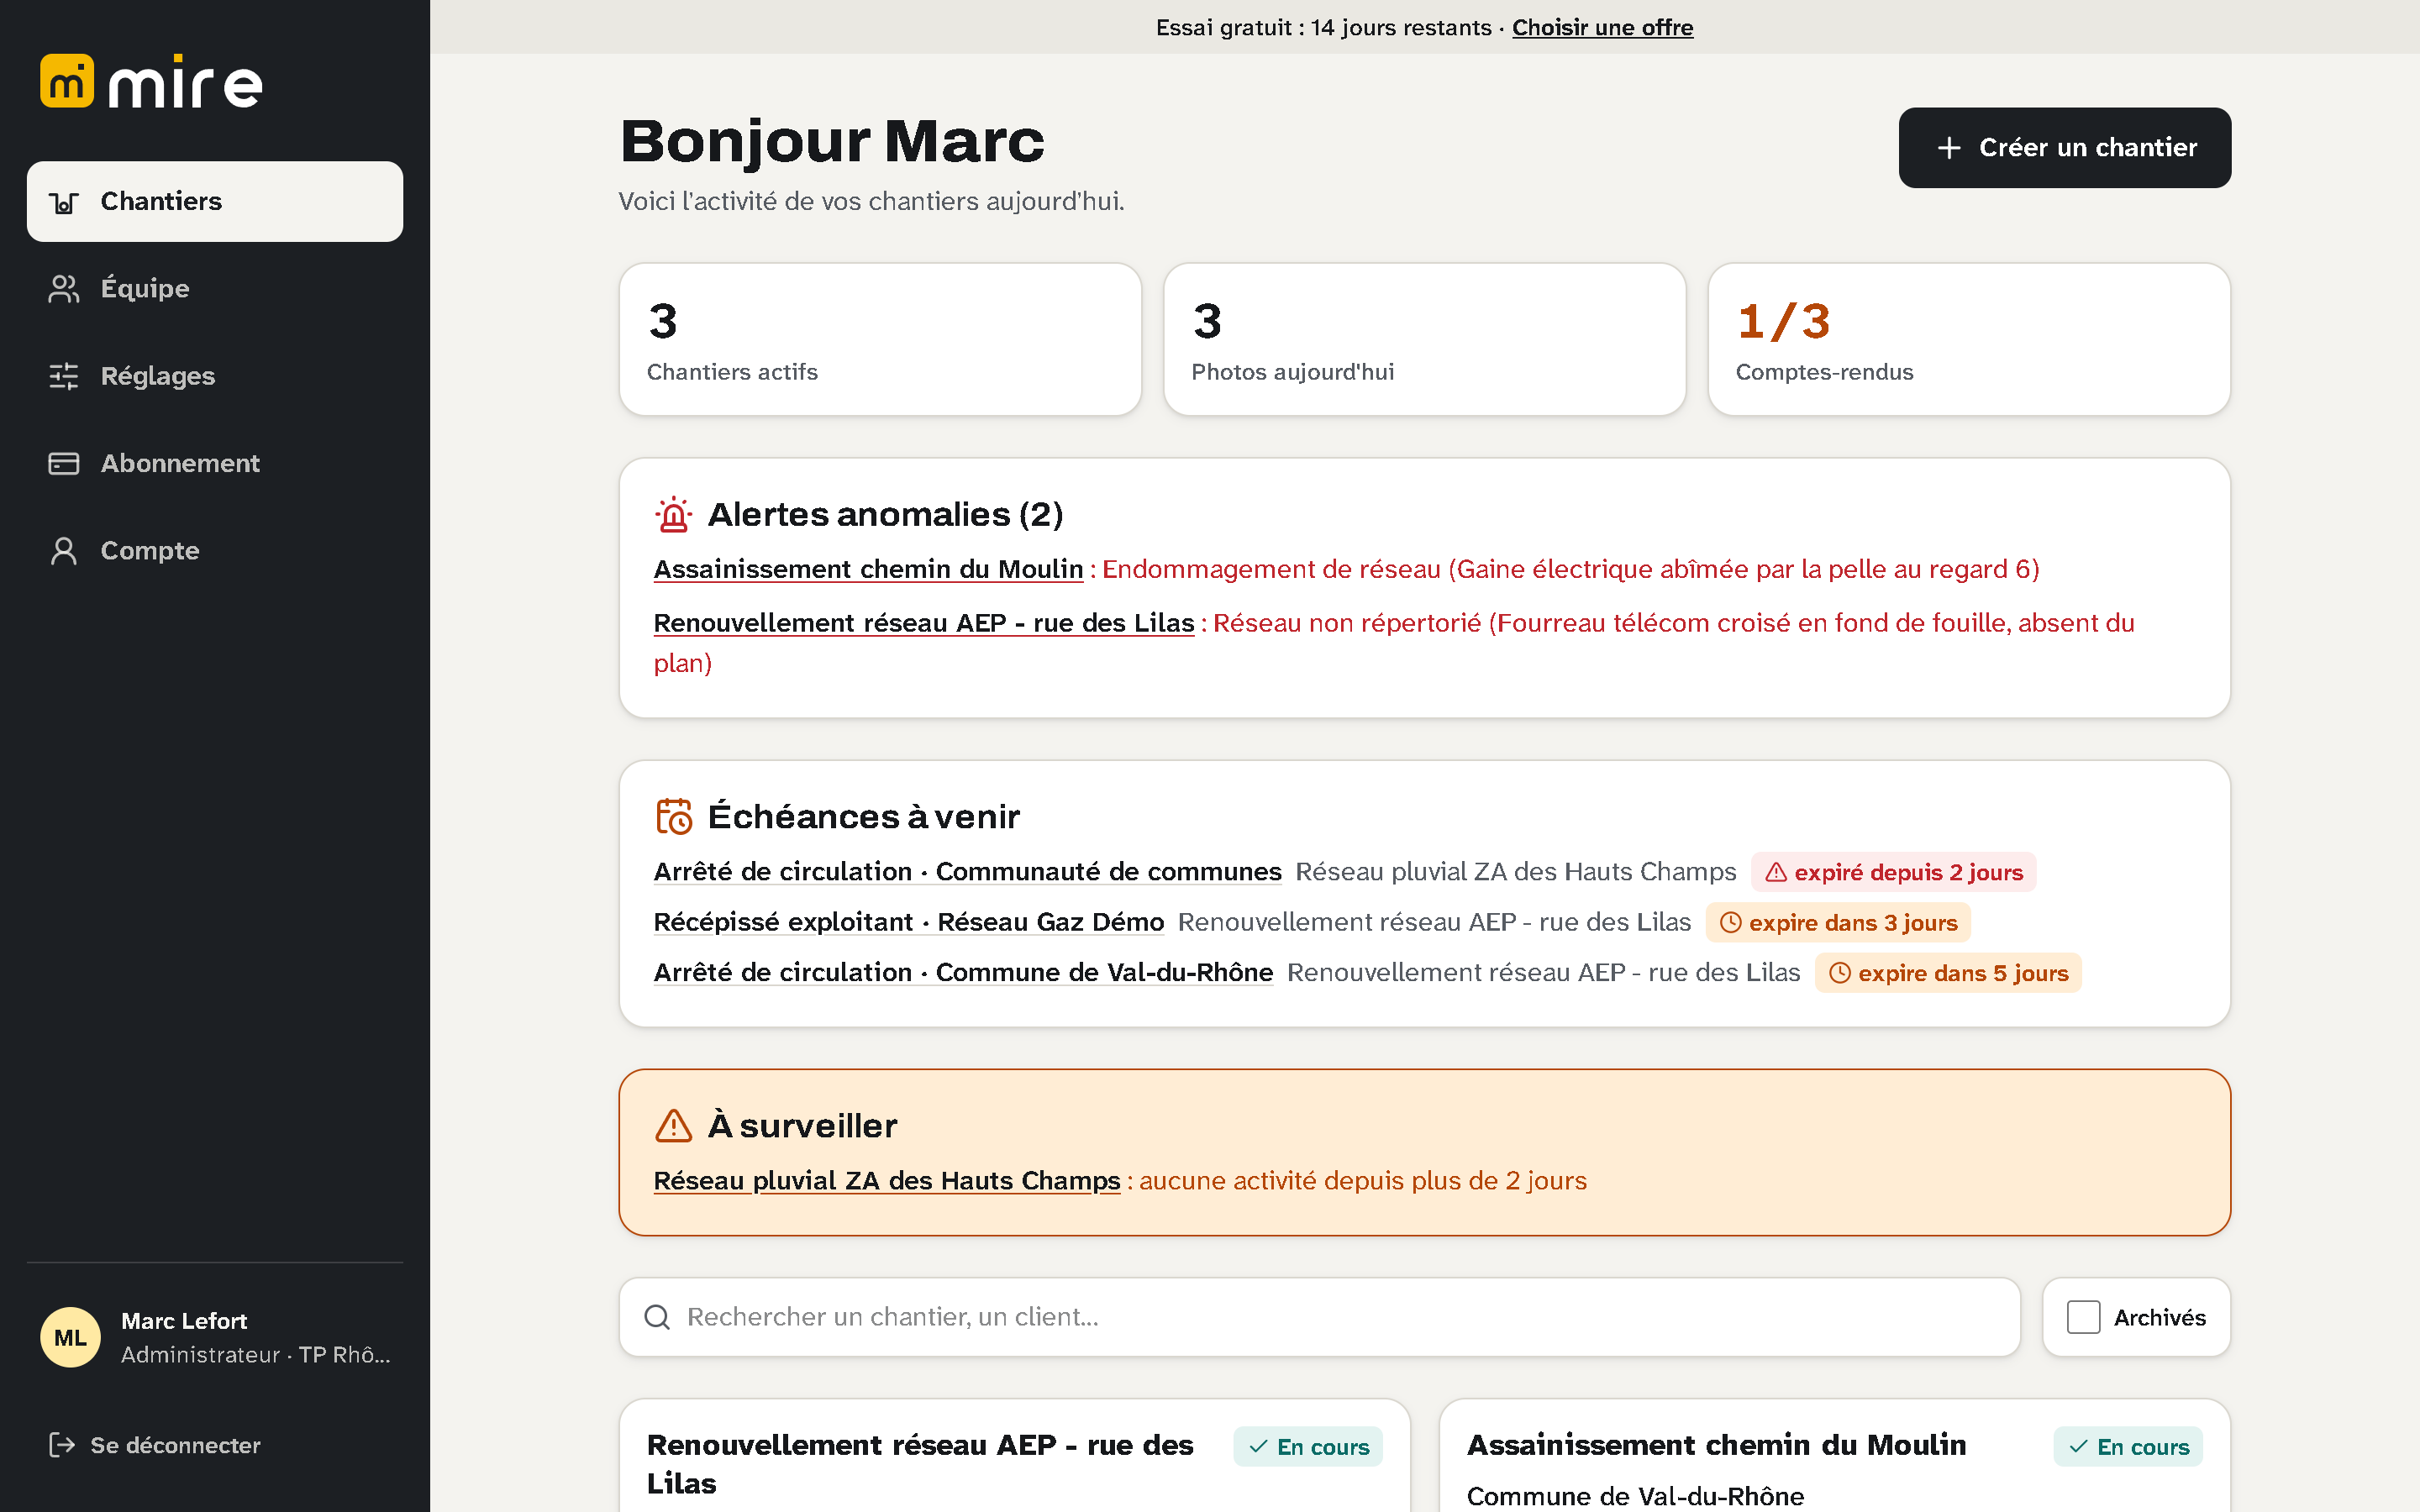 mire
Chantiers
Équipe
Réglages
Abonnement
Compte
ML
Marc Lefort
Administrateur · TP Rhô...
Se déconnecter
Essai gratuit : 14 jours restants · Choisir une offre
Bonjour Marc
Voici l'activité de vos chantiers aujourd'hui.
+ Créer un chantier
3
Chantiers actifs
3
Photos aujourd'hui
1/3
Comptes-rendus
Alertes anomalies (2)
Assainissement chemin du Moulin : Endommagement de réseau (Gaine électrique abîmée par la pelle au regard 6)
Renouvellement réseau AEP - rue des Lilas : Réseau non répertorié (Fourreau télécom croisé en fond de fouille, absent du
plan)
Échéances à venir
Arrêté de circulation · Communauté de communes Réseau pluvial ZA des Hauts Champs expiré depuis 2 jours
Récépissé exploitant · Réseau Gaz Démo Renouvellement réseau AEP - rue des Lilas expire dans 3 jours
Arrêté de circulation · Commune de Val-du-Rhône Renouvellement réseau AEP - rue des Lilas expire dans 5 jours
À surveiller
Réseau pluvial ZA des Hauts Champs : aucune activité depuis plus de 2 jours
Rechercher un chantier, un client...
Archivés
Renouvellement réseau AEP - rue des
Lilas
En cours
Assainissement chemin du Moulin
En cours
Commune de Val-du-Rhône